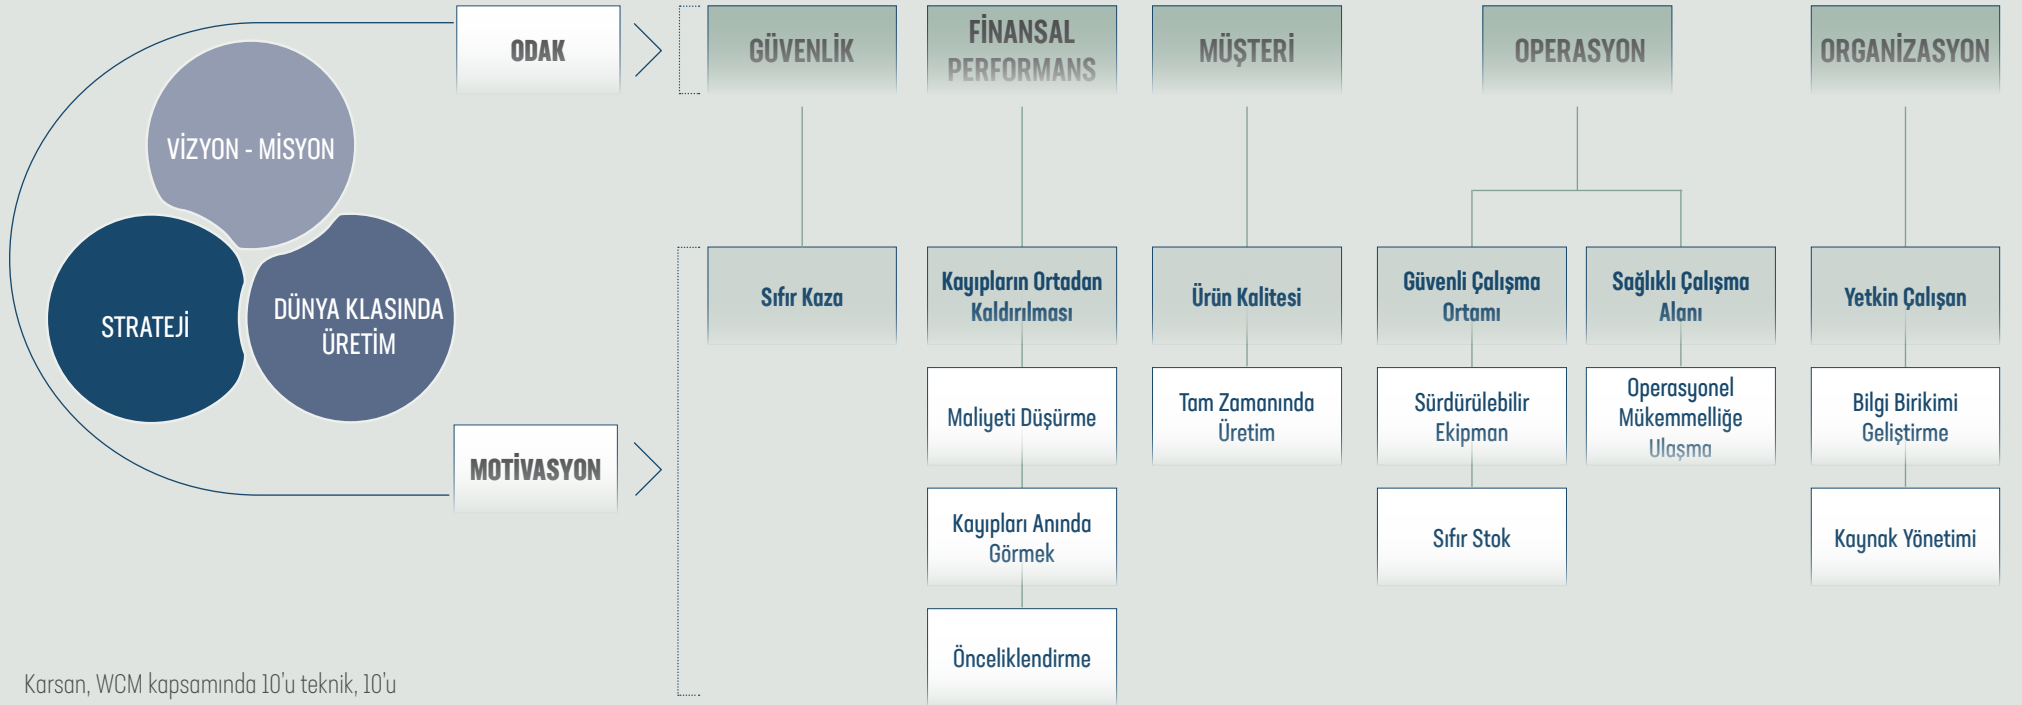 ODAK
GÜVENLİK
FİNANSAL
PERFORMANS
MÜŞTERİ
OPERASYON
ORGANİZASYON
VİZYON - MİSYON
STRATEJİ
DÜNYA KLASINDA
ÜRETİM
MOTİVASYON
Sıfır Kaza
Kayıpların Ortadan
Kaldırılması
Ürün Kalitesi
Güvenli Çalışma
Ortamı
Sağlıklı Çalışma
Alanı
Yetkin Çalışan
Maliyeti Düşürme
Tam Zamanında
Üretim
Sürdürülebilir
Ekipman
Operasyonel
Mükemmelliğe
Ulaşma
Bilgi Birikimi
Geliştirme
Kayıpları Anında
Görmek
Sıfır Stok
Kaynak Yönetimi
Önceliklendirme
Karsan, WCM kapsamında 10'u teknik, 10'u